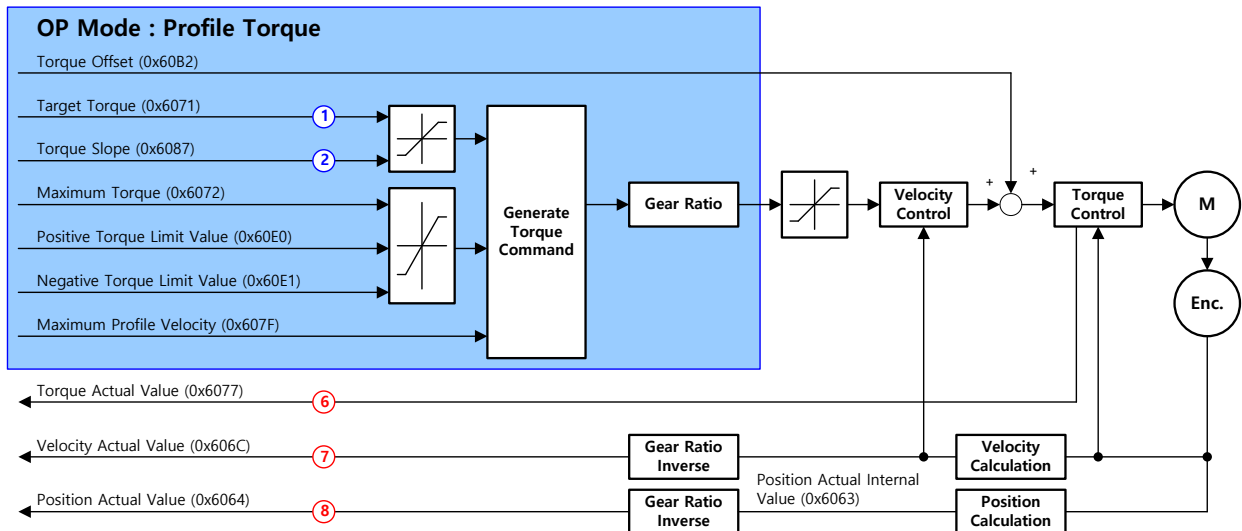 OP Mode : Profile Torque
Torque Offset (0x60B2)
Target Torque (0x6071)
1
Torque Slope (0x6087)
2
Maximum Torque (0x6072)
Positive Torque Limit Value (0x60E0)
Negative Torque Limit Value (0x60E1)
Maximum Profile Velocity (0x607F)
Generate
Torque
Command
Gear Ratio
Velocity
Control
+
+
Torque
Control
M
Enc.
Torque Actual Value (0x6077)
6
Velocity Actual Value (0x606C)
7
Gear Ratio
Inverse
Velocity
Calculation
Position Actual Value (0x6064)
8
Gear Ratio
Inverse
Position Actual Internal
Value (0x6063)
Position
Calculation